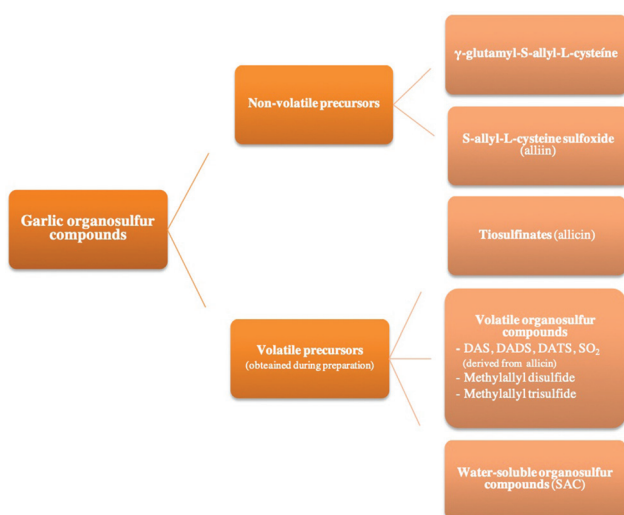 γ-glutamyl-S-allyl-L-cysteíne
Non-volatile precursors
S-allyl-L-cysteine sulfoxide
(alliin)
Garlic organosulfur
compounds
Tiosulfinates (allicin)
Volatile precursors
(obteained during preparation)
Volatile organosulfur
compounds
- DAS, DADS, DATS, SO₂
(derived from allicin)
- Methylallyl disulfide
- Methylallyl trisulfide
Water-soluble organosulfur
compounds (SAC)